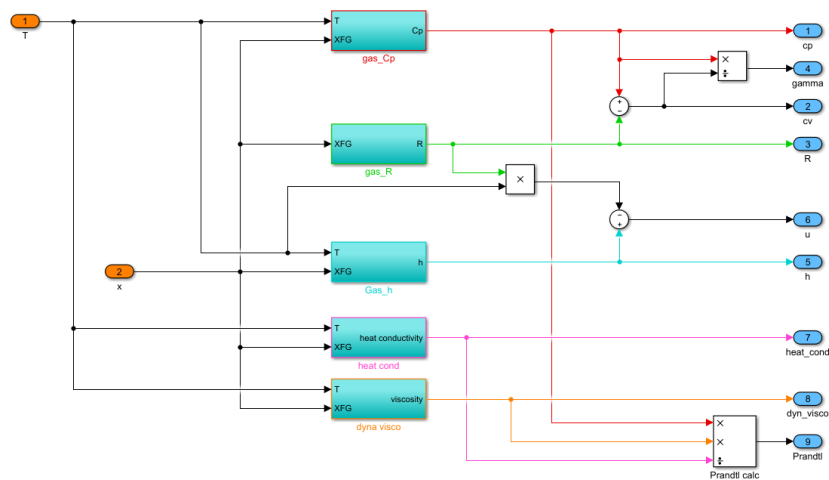 1
T
T
XFG
Cp
gas_Cp
1
cp
×
÷
4
gamma
+
−
2
cv
XFG
R
gas_R
3
R
×
−
+
6
u
T
XFG
h
Gas_h
2
x
5
h
T
XFG
heat conductivity
heat cond
7
heat_cond
T
XFG
viscosity
dyna visco
8
dyn_visco
×
×
÷
Prandtl calc
9
Prandtl